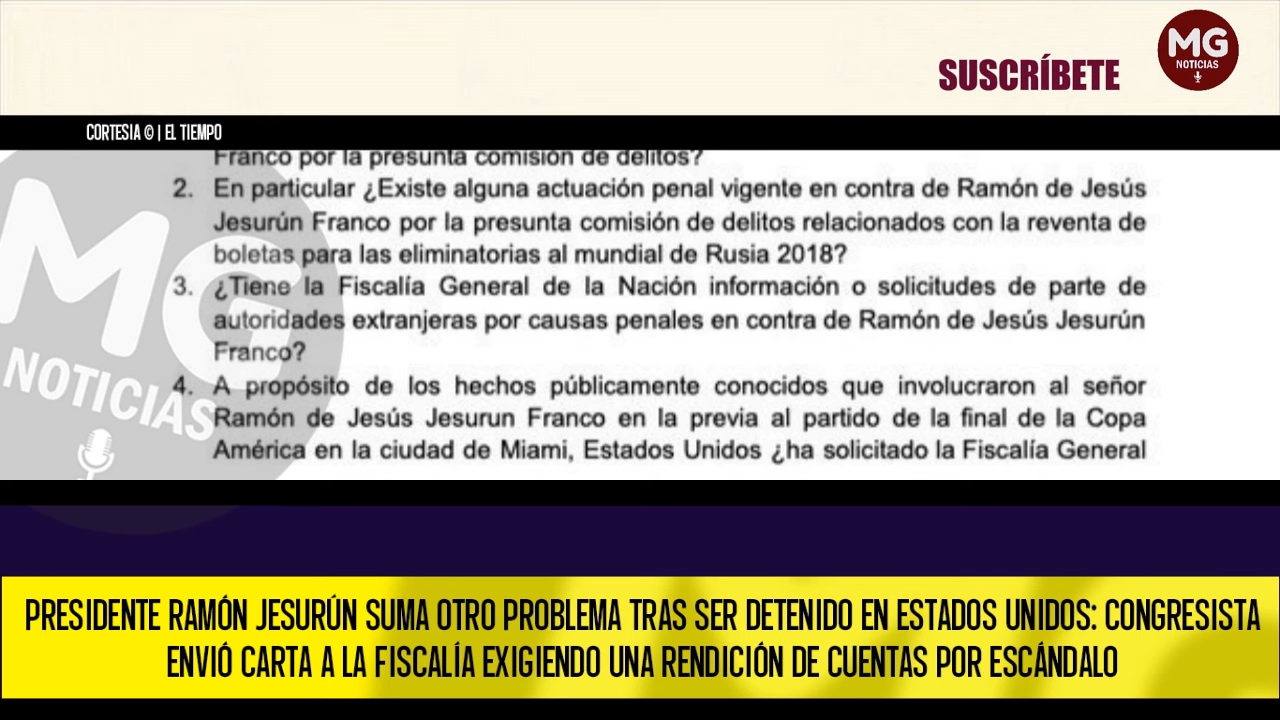 SUSCRÍBETE
MG
NOTICIAS
CORTESIA © | EL TIEMPO
Franco por la presunta comisión de delitos?
2. En particular ¿Existe alguna actuación penal vigente en contra de Ramón de Jesús
Jesurún Franco por la presunta comisión de delitos relacionados con la reventa de
boletas para las eliminatorias al mundial de Rusia 2018?
3. ¿Tiene la Fiscalía General de la Nación información o solicitudes de parte de
autoridades extranjeras por causas penales en contra de Ramón de Jesús Jesurún
Franco?
4. A propósito de los hechos públicamente conocidos que involucraron al señor
Ramón de Jesús Jesurun Franco en la previa al partido de la final de la Copa
América en la ciudad de Miami, Estados Unidos ¿ha solicitado la Fiscalía General
MG
NOTICIAS
PRESIDENTE RAMÓN JESURÚN SUMA OTRO PROBLEMA TRAS SER DETENIDO EN ESTADOS UNIDOS: CONGRESISTA
ENVIÓ CARTA A LA FISCALÍA EXIGIENDO UNA RENDICIÓN DE CUENTAS POR ESCÁNDALO